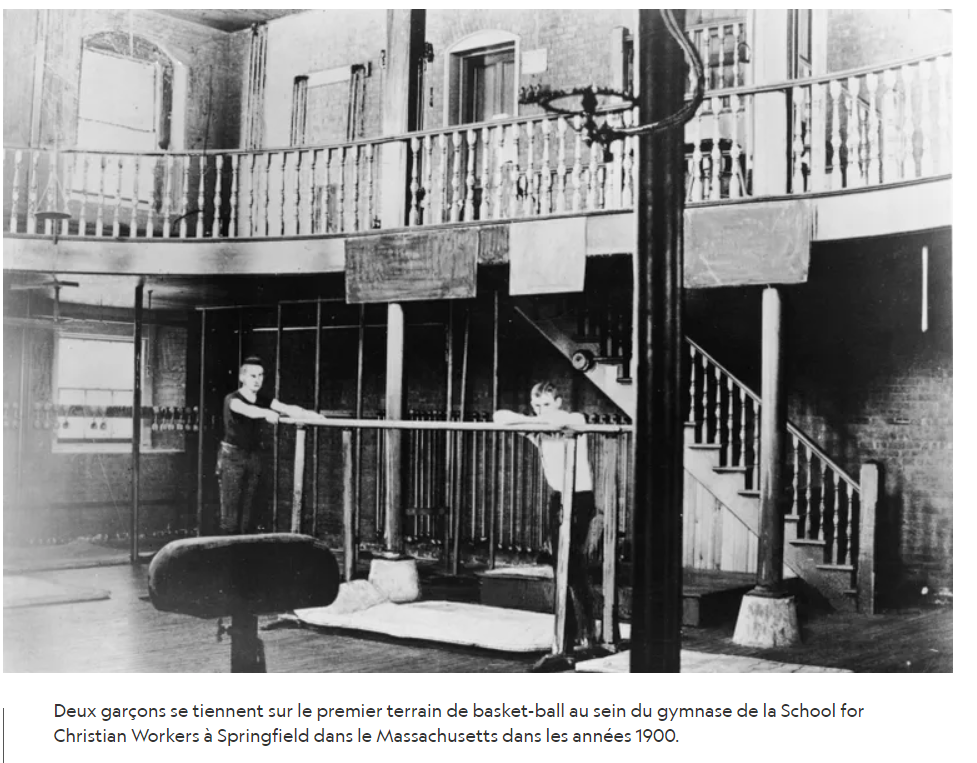 Deux garçons se tiennent sur le premier terrain de basket-ball au sein du gymnase de la School for
Christian Workers à Springfield dans le Massachusetts dans les années 1900.